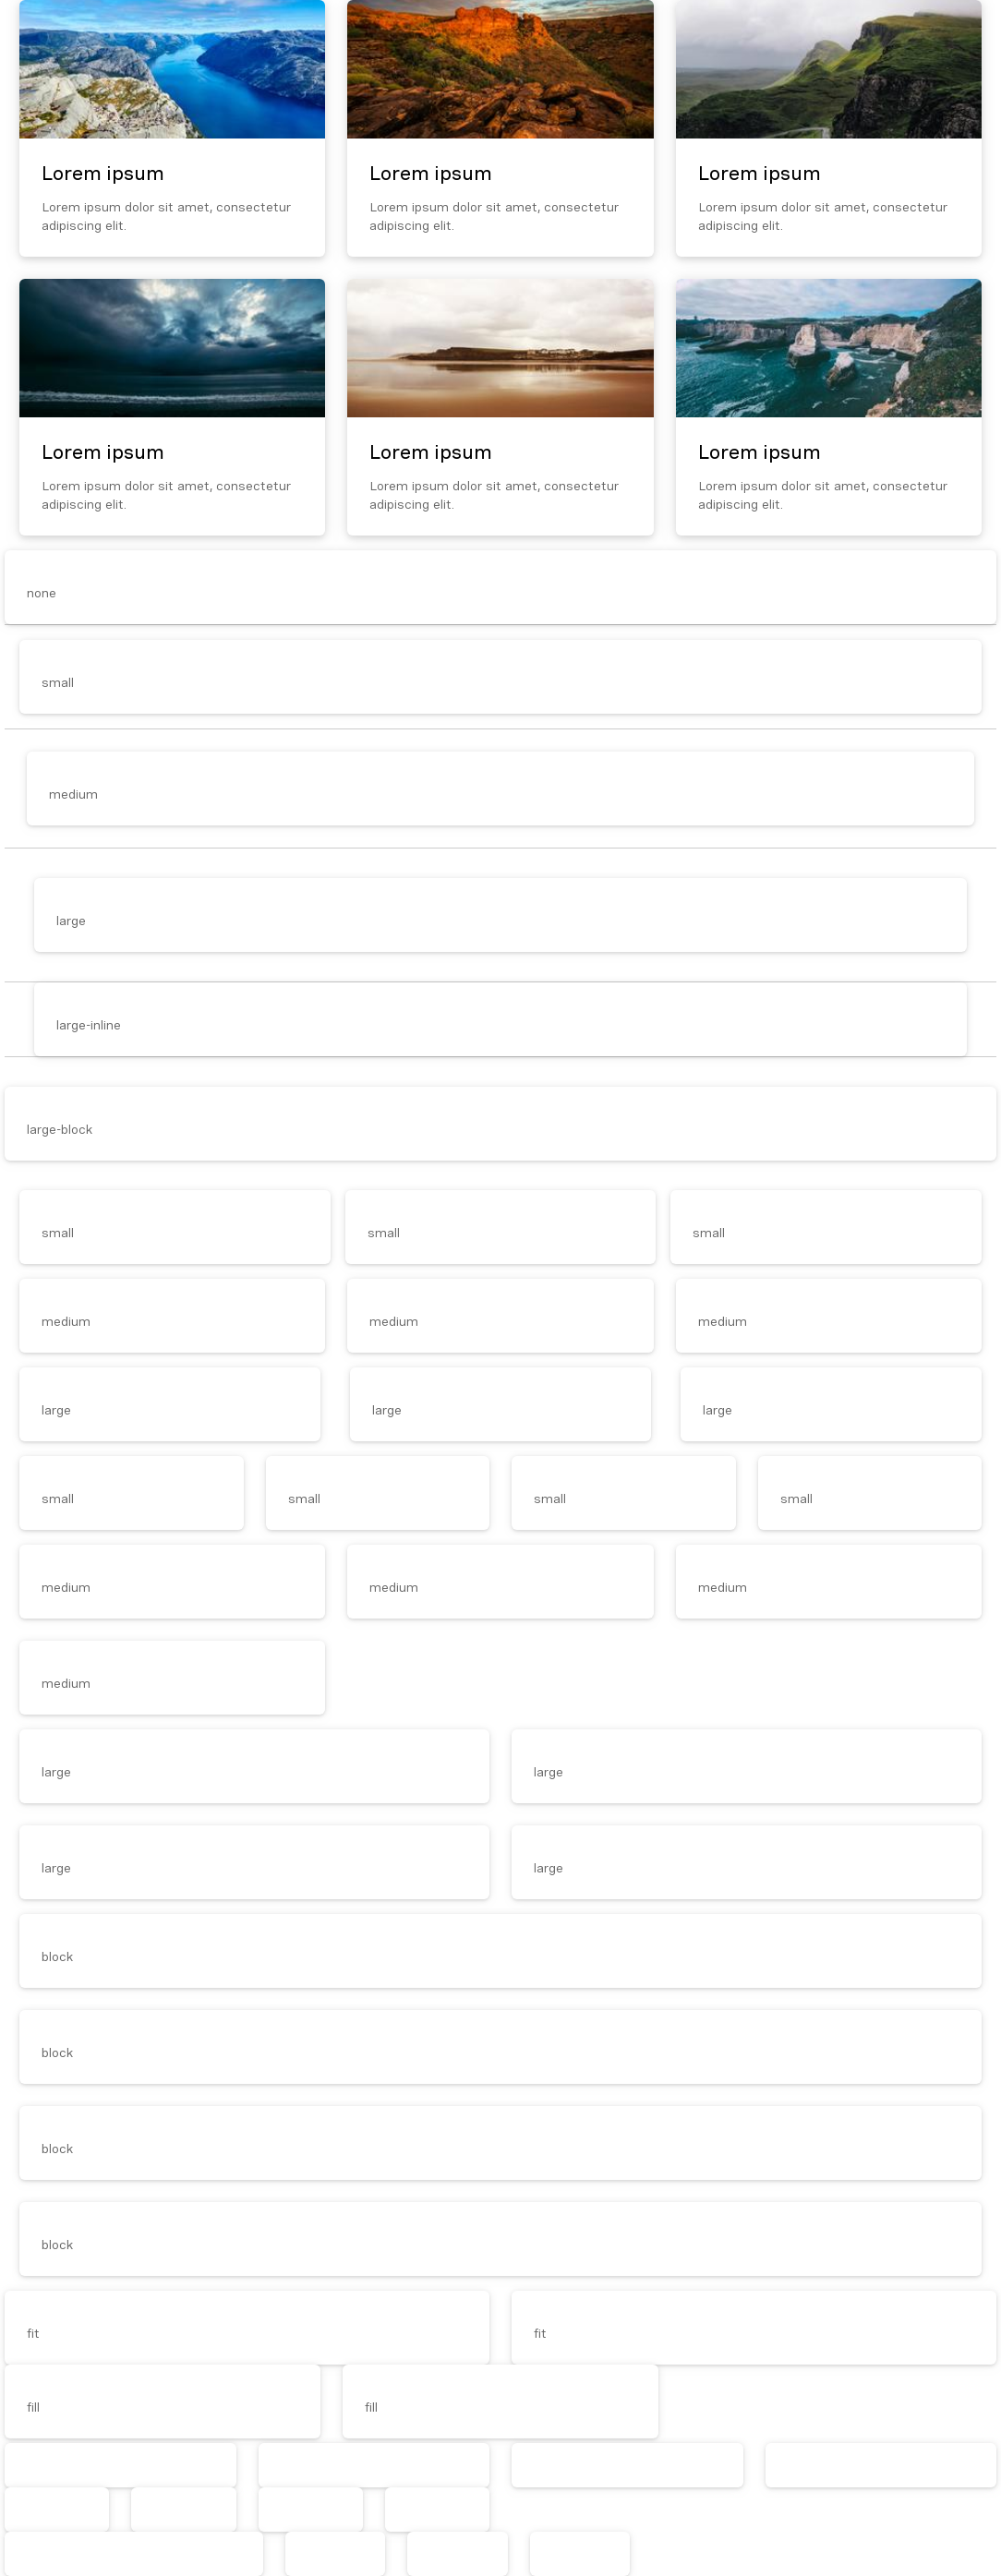 Lorem ipsum
Lorem ipsum dolor sit amet, consectetur
adipiscing elit.
Lorem ipsum
Lorem ipsum dolor sit amet, consectetur
adipiscing elit.
Lorem ipsum
Lorem ipsum dolor sit amet, consectetur
adipiscing elit.
Lorem ipsum
Lorem ipsum dolor sit amet, consectetur
adipiscing elit.
Lorem ipsum
Lorem ipsum dolor sit amet, consectetur
adipiscing elit.
Lorem ipsum
Lorem ipsum dolor sit amet, consectetur
adipiscing elit.
none
small
medium
large
large-inline
large-block
small
small
small
medium
medium
medium
large
large
large
small
small
small
small
medium
medium
medium
medium
large
large
large
large
block
block
block
block
fit
fit
fill
fill